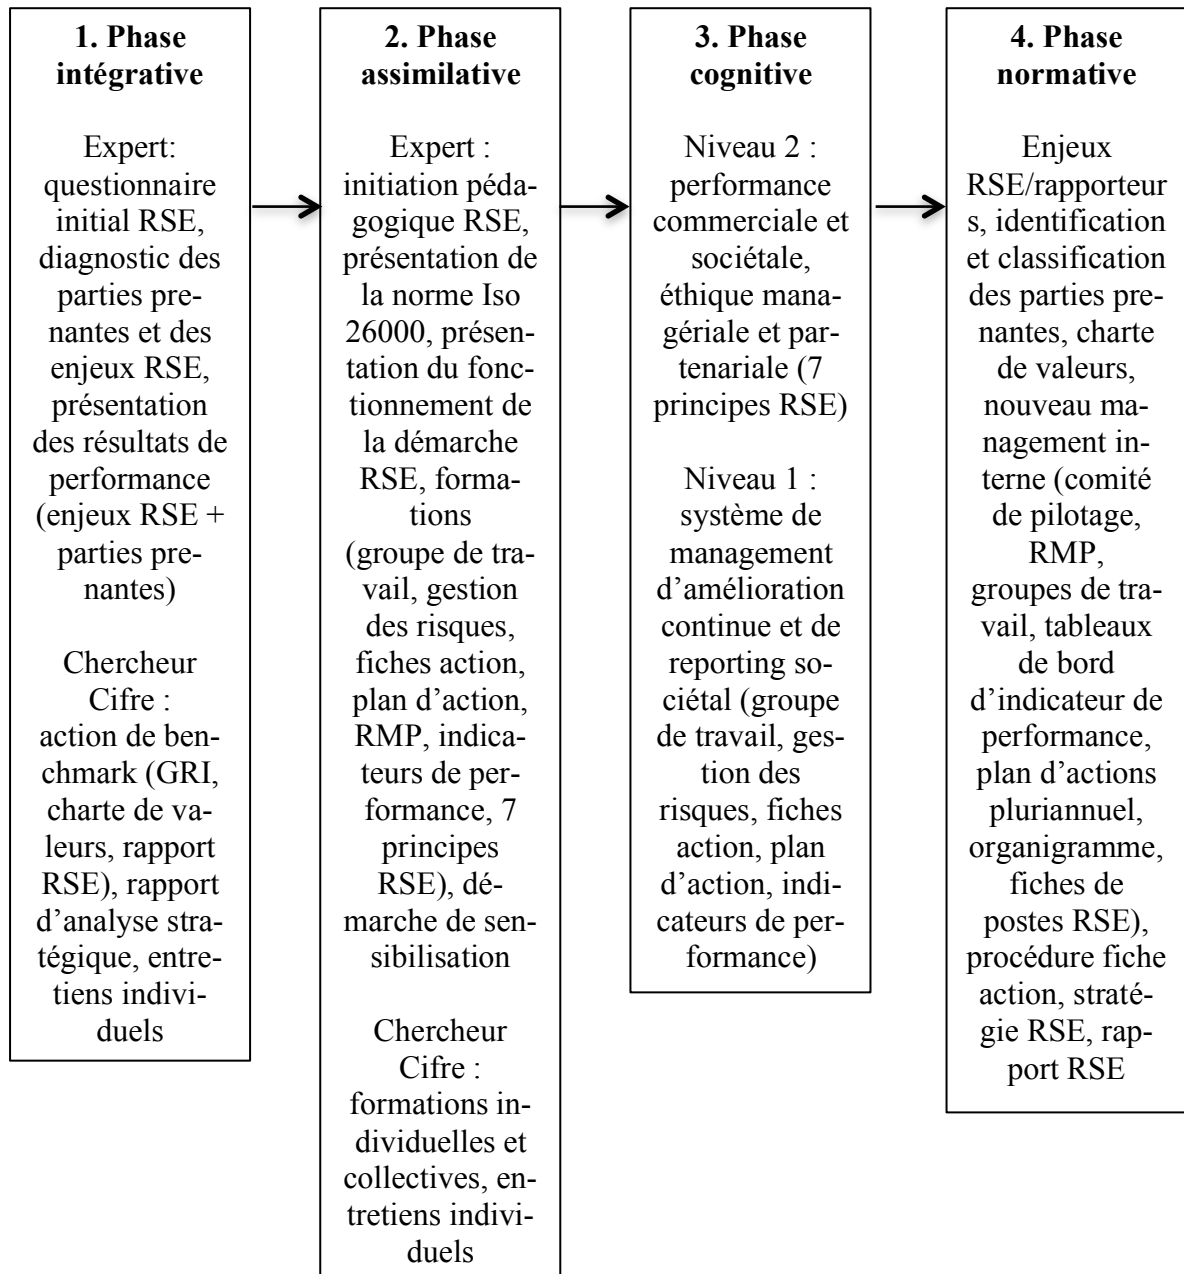 1. Phase
intégrative
Expert:
questionnaire
initial RSE,
diagnostic des
parties pre-
nantes et des
enjeux RSE,
présentation
des résultats de
performance
(enjeux RSE +
parties pre-
nantes)
Chercheur
Cifre :
action de ben-
chmark (GRI,
charte de va-
leurs, rapport
RSE), rapport
d’analyse stra-
tégique, entre-
tiens indivi-
duels
2. Phase
assimilative
Expert :
initiation péda-
gogique RSE,
présentation de
la norme Iso
26000, présen-
tation du fonc-
tionnement de
la démarche
RSE, forma-
tions
(groupe de tra-
vail, gestion
des risques,
fiches action,
plan d’action,
RMP, indica-
teurs de per-
formance, 7
principes
RSE), dé-
marche de sen-
sibilisation
Chercheur
Cifre :
formations in-
dividuelles et
collectives, en-
tretiens indivi-
duels
3. Phase
cognitive
Niveau 2 :
performance
commerciale et
sociétale,
éthique mana-
gériale et par-
tenariale (7
principes RSE)
Niveau 1 :
système de
management
d’amélioration
continue et de
reporting so-
ciétal (groupe
de travail, ges-
tion des
risques, fiches
action, plan
d’action, indi-
cateurs de per-
formance)
4. Phase
normative
Enjeux
RSE/rapporteur
s, identification
et classification
des parties pre-
nantes, charte
de valeurs,
nouveau ma-
nagement in-
terne (comité
de pilotage,
RMP,
groupes de tra-
vail, tableaux
de bord
d’indicateur de
performance,
plan d’actions
pluriannuel,
organigramme,
fiches de
postes RSE),
procédure fiche
action, straté-
gie RSE, rap-
port RSE